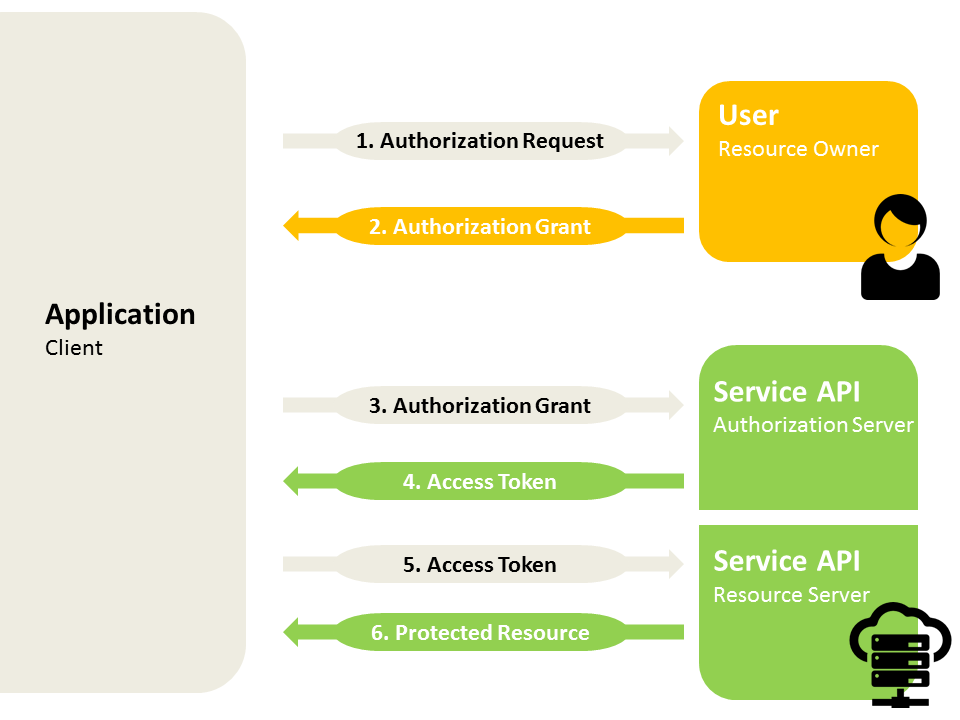 1. Authorization Request
User
Resource Owner
2. Authorization Grant
Application
Client
3. Authorization Grant
Service API
Authorization Server
4. Access Token
5. Access Token
Service API
Resource Server
6. Protected Resource